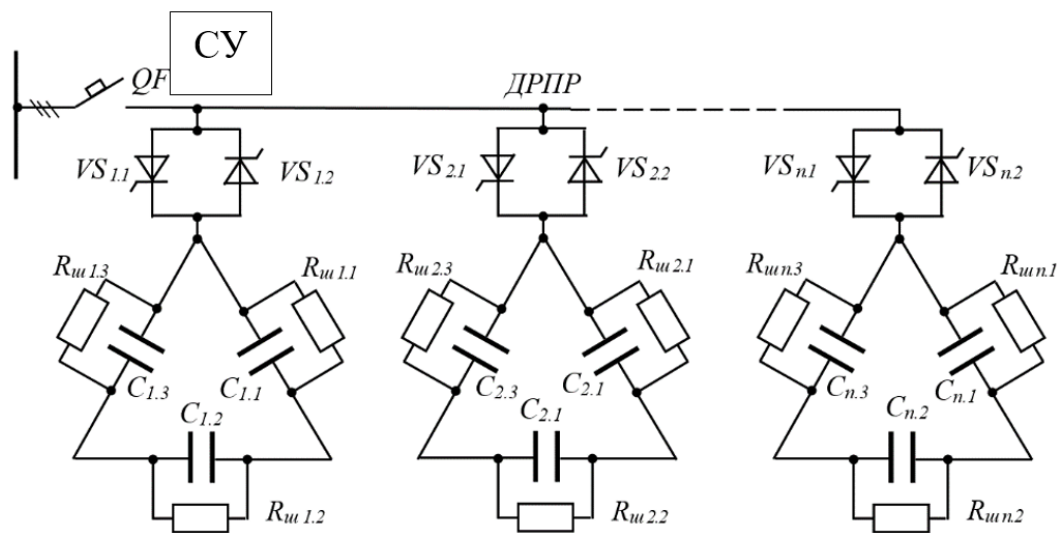 СУ
QF
ДРПР
VS1.1
VS1.2
VS2.1
VS2.2
VSn.1
VSn.2
Rш1.3
Rш1.1
Rш2.3
Rш2.1
Rшn.3
Rшn.1
C1.3
C1.1
C2.3
C2.1
Cn.3
Cn.1
C1.2
C2.1
Cn.2
Rш1.2
Rш2.2
Rшn.2